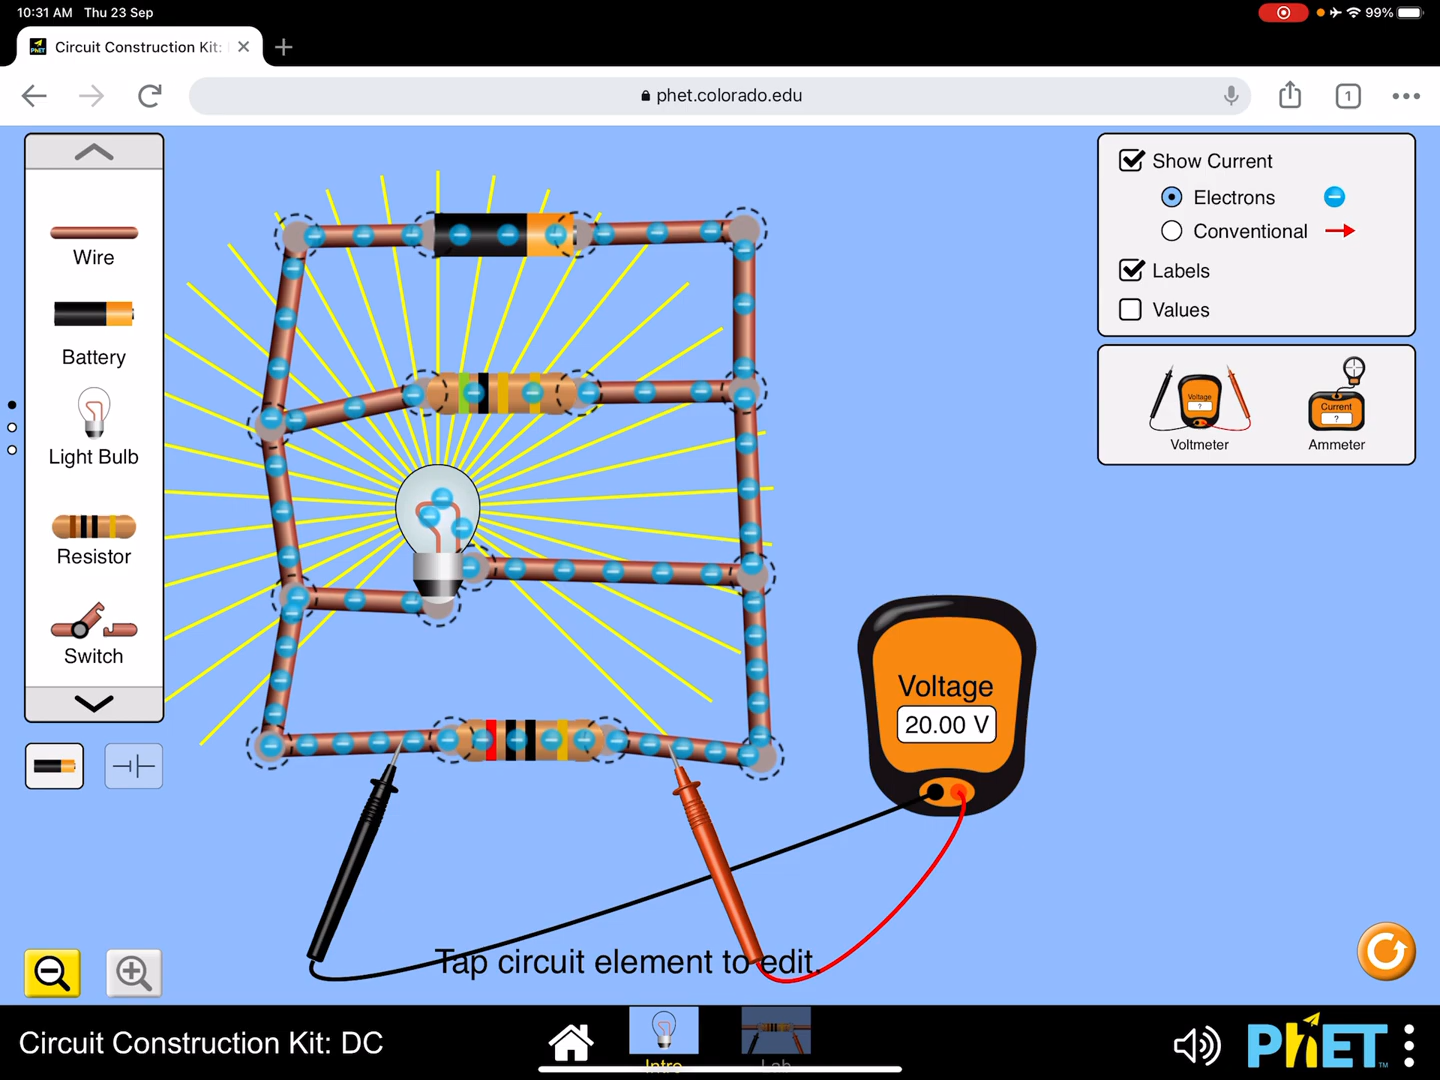 10:31 AM Thu 23 Sep
99%
Circuit Construction Kit:
phet.colorado.edu
Wire
Battery
Light Bulb
Resistor
Switch
Show Current
Electrons
Conventional
Labels
Values
Voltage
?
Current
?
Voltmeter
Ammeter
Voltage
20.00 V
Tap circuit element to edit.
Circuit Construction Kit: DC
Intro
Lab
PhET